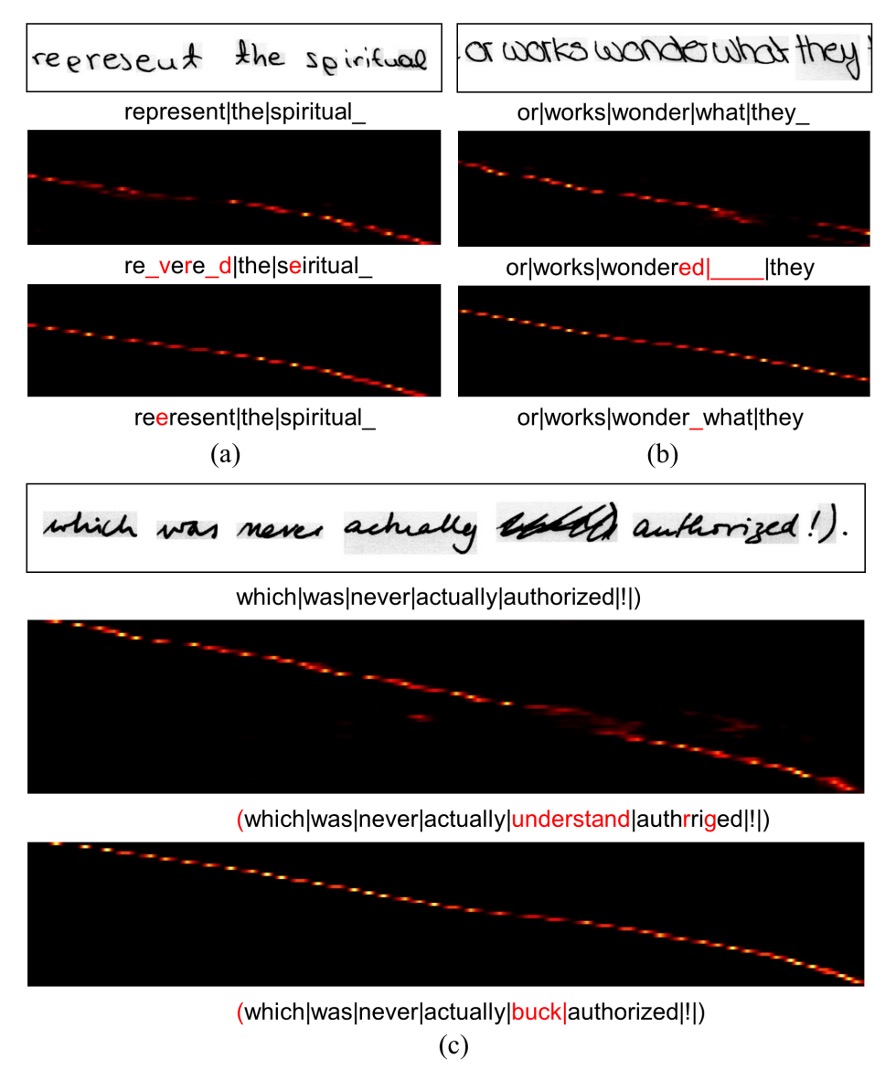 represent the spiritual
represent|the|spiritual_
re_vere_d|the|seiritual_
reeresent|the|spiritual_
(a)
. or works wonder what they
or|works|wonder|what|they_
or|works|wondered|____|they
or|works|wonder_what|they
(b)
which was never actually authorized!).
which|was|never|actually|authorized|!|)
(which|was|never|actually|understand|authrriged|!|)
(which|was|never|actually|buck|authorized|!|)
(c)